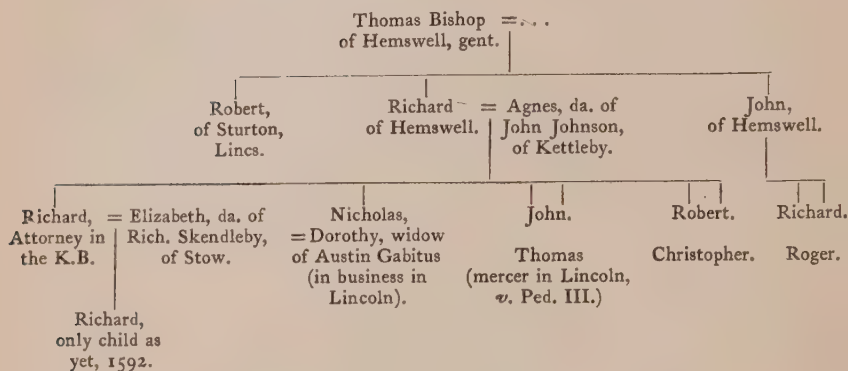 Thomas Bishop =...
of Hemswell, gent.
Robert,
of Sturton,
Lincs.
Richard = Agnes, da. of
of Hemswell. John Johnson,
of Kettleby.
John,
of Hemswell.
Richard, = Elizabeth, da. of
Attorney in Rich. Skendleby,
the K.B. of Stow.
Nicholas,
= Dorothy, widow
of Austin Gabitus
(in business in
Lincoln).
John.
Thomas
(mercer in Lincoln,
v. Ped. III.)
Robert.
Christopher.
Richard.
Roger.
Richard,
only child as
yet, 1592.